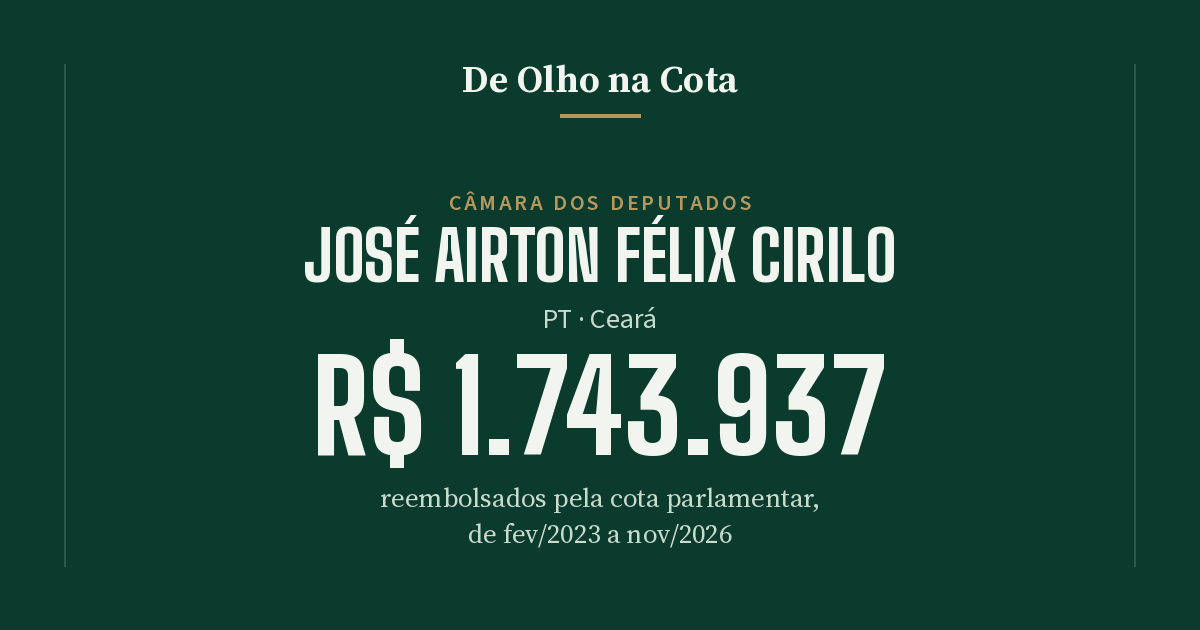 De Olho na Cota
CÂMARA DOS DEPUTADOS
JOSÉ AIRTON FÉLIX CIRILO
PT · Ceará
R$ 1.743.937
reembolsados pela cota parlamentar,
de fev/2023 a nov/2026